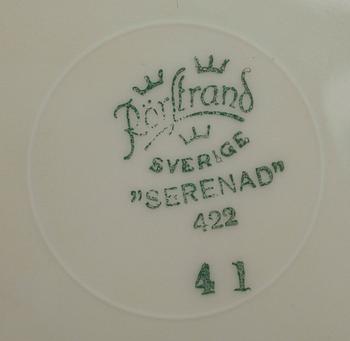 Rörstrand
SVERIGE
"SERENAD"
422
41